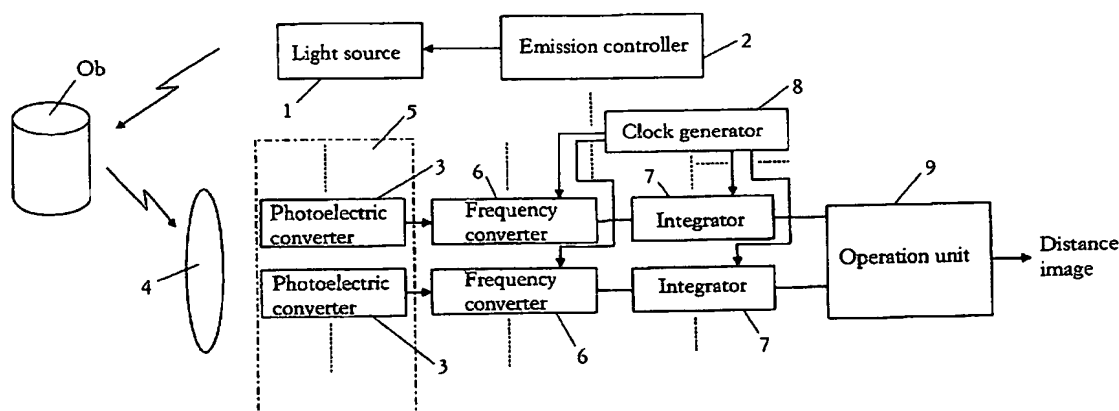 Ob
Light source
Emission controller
2
1
8
5
Clock generator
3
6
7
9
Photoelectric
converter
Frequency
converter
Integrator
Operation unit
Distance
image
4
Photoelectric
converter
Frequency
converter
Integrator
3
6
7